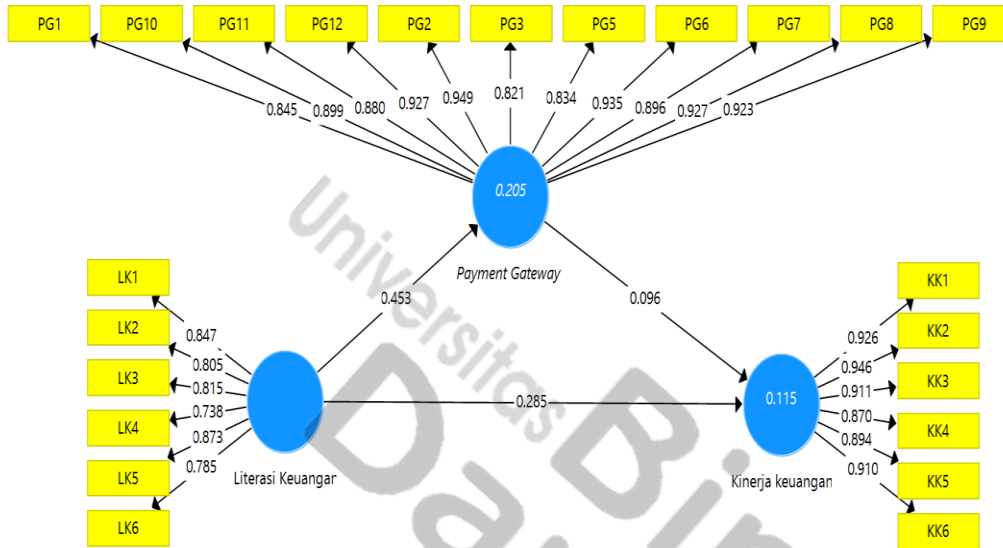 PG1 PG10 PG11 PG12 PG2 PG3 PG5 PG6 PG7 PG8 PG9
0.845 0.899 0.880 0.927 0.949 0.821 0.834 0.935 0.896 0.927 0.923
0.205
Payment Gateway
0.453
0.096
LK1
LK2
LK3
LK4
LK5
LK6
0.847
0.805
0.815
0.738
0.873
0.785
Literasi Keuangan
0.285
0.115
Kinerja keuangan
0.926
0.946
0.911
0.870
0.894
0.910
KK1
KK2
KK3
KK4
KK5
KK6
Universitas